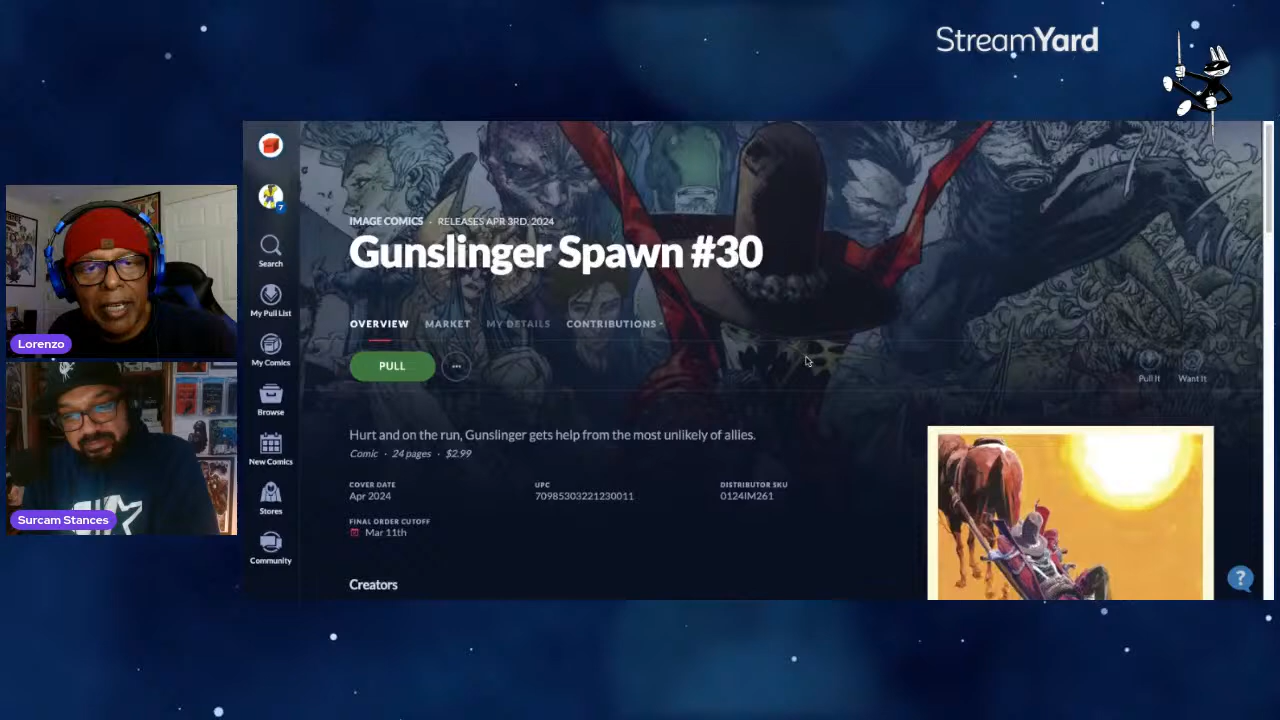 StreamYard
IMAGE COMICS · RELEASES APR 3RD, 2024
Gunslinger Spawn #30
OVERVIEW MARKET MY DETAILS CONTRIBUTIONS
PULL
Pull It Want It
Hurt and on the run, Gunslinger gets help from the most unlikely of allies.
Comic · 24 pages · $2.99
COVER DATE UPC DISTRIBUTOR SKU
Apr 2024 70985303221230011 0124IM261
FINAL ORDER CUTOFF
Mar 11th
Creators
7
Search
My Pull List
My Comics
Browse
New Comics
Stores
Community
Lorenzo
Surcam Stances
?